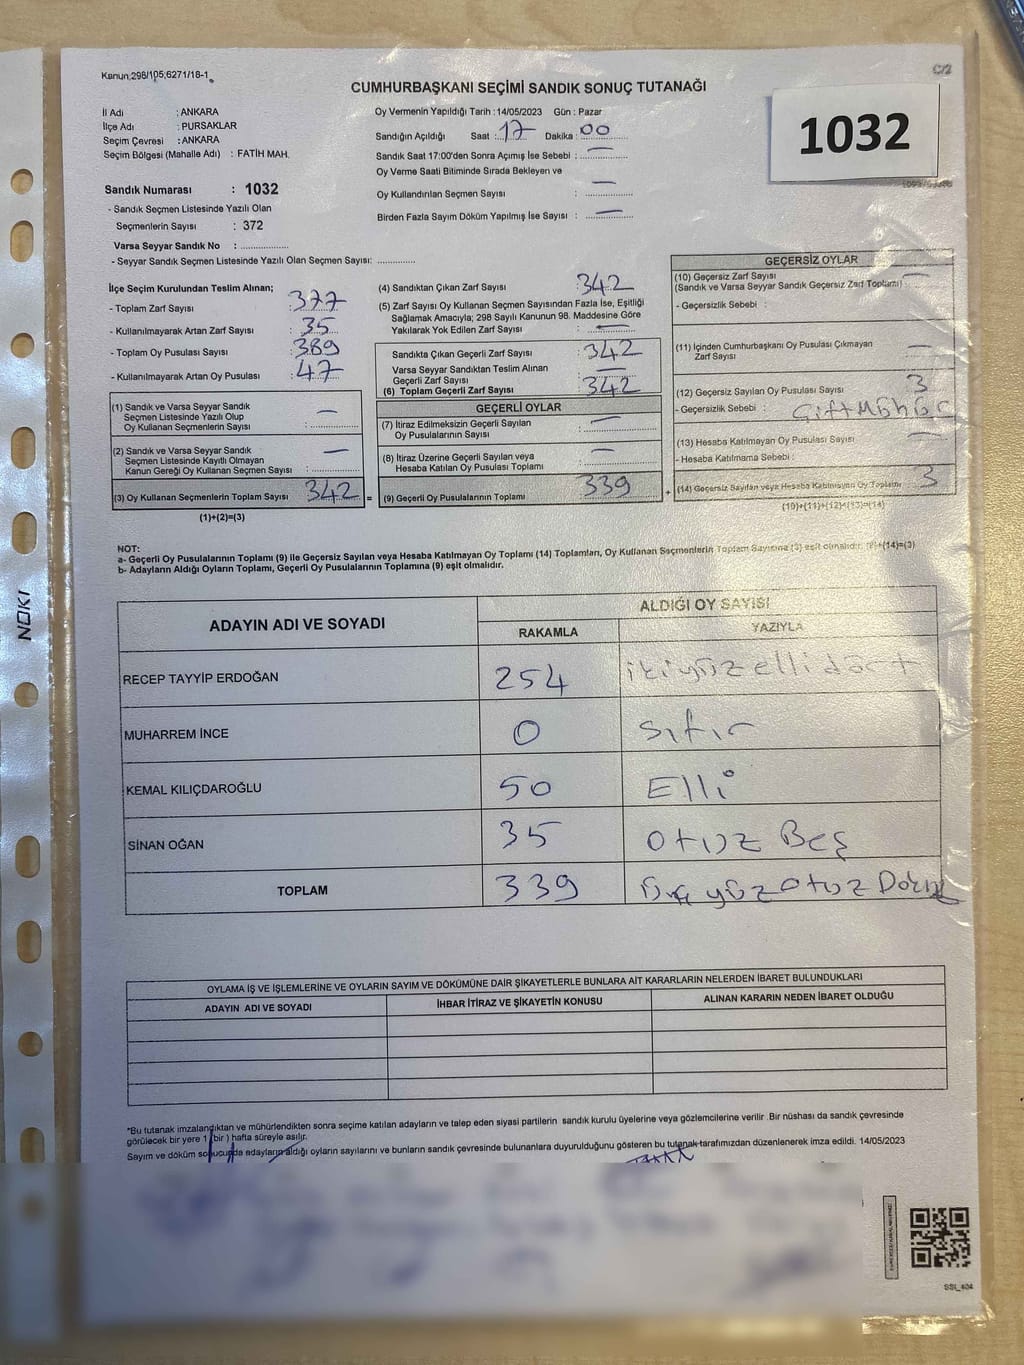 Kanun,298/105;6271/18-1
C/2
CUMHURBAŞKANI SEÇİMİ SANDIK SONUÇ TUTANAĞI
1032
İl Adı : ANKARA
İlçe Adı : PURSAKLAR
Seçim Çevresi : ANKARA
Seçim Bölgesi (Mahalle Adı) : FATİH MAH.
Sandık Numarası : 1032
- Sandık Seçmen Listesinde Yazılı Olan
Seçmenlerin Sayısı : 372
Varsa Seyyar Sandık No : ................
- Seyyar Sandık Seçmen Listesinde Yazılı Olan Seçmen Sayısı: .............
Oy Vermenin Yapıldığı Tarih : 14/05/2023 Gün : Pazar
Sandığın Açıldığı Saat : 17 Dakika : 00
Sandık Saat 17:00'den Sonra Açımış İse Sebebi : —
Oy Verme Saati Bitiminde Sırada Bekleyen ve
Oy Kullandırılan Seçmen Sayısı : —
Birden Fazla Sayım Döküm Yapılmış İse Sayısı : —
İlçe Seçim Kurulundan Teslim Alınan;
- Toplam Zarf Sayısı : 377
- Kullanılmayarak Artan Zarf Sayısı : 35
- Toplam Oy Pusulası Sayısı : 389
- Kullanılmayarak Artan Oy Pusulası : 47
(1) Sandık ve Varsa Seyyar Sandık
Seçmen Listesinde Yazılı Olup
Oy Kullanan Seçmenlerin Sayısı : —
(2) Sandık ve Varsa Seyyar Sandık
Seçmen Listesinde Kayıtlı Olmayan
Kanun Gereği Oy Kullanan Seçmen Sayısı : —
(3) Oy Kullanan Seçmenlerin Toplam Sayısı 342 =
(1)+(2)=(3)
(4) Sandıktan Çıkan Zarf Sayısı : 342
(5) Zarf Sayısı Oy Kullanan Seçmen Sayısından Fazla İse, Eşitliği
Sağlamak Amacıyla; 298 Sayılı Kanunun 98. Maddesine Göre
Yakılarak Yok Edilen Zarf Sayısı : —
Sandıkta Çıkan Geçerli Zarf Sayısı : 342
Varsa Seyyar Sandıktan Teslim Alınan
Geçerli Zarf Sayısı : —
(6) Toplam Geçerli Zarf Sayısı : 342
GEÇERLİ OYLAR
(7) İtiraz Edilmeksizin Geçerli Sayılan
Oy Pusulalarının Sayısı : —
(8) İtiraz Üzerine Geçerli Sayılan veya
Hesaba Katılan Oy Pusulası Toplamı : —
(9) Geçerli Oy Pusulalarının Toplamı 339 +
GEÇERSİZ OYLAR
(10) Geçersiz Zarf Sayısı —
(Sandık ve Varsa Seyyar Sandık Geçersiz Zarf Toplamı)
- Geçersizlik Sebebi :
(11) İçinden Cumhurbaşkanı Oy Pusulası Çıkmayan
Zarf Sayısı —
(12) Geçersiz Sayılan Oy Pusulası Sayısı 3
- Geçersizlik Sebebi : Çift Mühür
(13) Hesaba Katılmayan Oy Pusulası Sayısı —
- Hesaba Katılmama Sebebi :
(14) Geçersiz Sayılan veya Hesaba Katılmayan Oy Toplamı 3
(10)+(11)+(12)+(13)=(14)
NOT:
a- Geçerli Oy Pusulalarının Toplamı (9) ile Geçersiz Sayılan veya Hesaba Katılmayan Oy Toplamı (14) Toplamları, Oy Kullanan Seçmenlerin Toplam Sayısına (3) eşit olmalıdır. (9)+(14)=(3)
b- Adayların Aldığı Oyların Toplamı, Geçerli Oy Pusulalarının Toplamına (9) eşit olmalıdır.
ADAYIN ADI VE SOYADI
ALDIĞI OY SAYISI
RAKAMLA YAZIYLA
RECEP TAYYİP ERDOĞAN 254 ikiyüzellidört
MUHARREM İNCE 0 sıfır
KEMAL KILIÇDAROĞLU 50 Elli
SİNAN OĞAN 35 otuz Beş
TOPLAM 339 üçyüzotuz
OYLAMA İŞ VE İŞLEMLERİNE VE OYLARIN SAYIM VE DÖKÜMÜNE DAİR ŞİKAYETLERLE BUNLARA AİT KARARLARIN NELERDEN İBARET BULUNDUKLARI
ADAYIN ADI VE SOYADI İHBAR İTİRAZ VE ŞİKAYETİN KONUSU ALINAN KARARIN NEDEN İBARET OLDUĞU
*Bu tutanak imzalandıktan ve mühürlendikten sonra seçime katılan adayların ve talep eden siyasi partilerin sandık kurulu üyelerine veya gözlemcilerine verilir .Bir nüshası da sandık çevresinde
görülecek bir yere 1 (bir ) hafta süreyle asılır.
Sayım ve döküm sonucunda adayların aldığı oyların sayılarını ve bunların sandık çevresinde bulunanlara duyurulduğunu gösteren bu tutanak tarafımızdan düzenlenerek imza edildi. 14/05/2023
NOKI
SSI_404